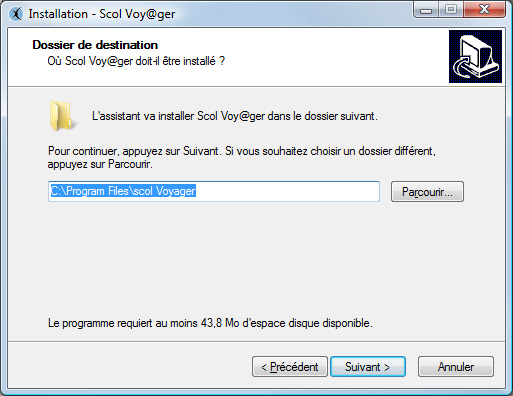 Installation - Scol Voy@ger
Dossier de destination
Où Scol Voy@ger doit-il être installé ?
L'assistant va installer Scol Voy@ger dans le dossier suivant.
Pour continuer, appuyez sur Suivant. Si vous souhaitez choisir un dossier différent,
appuyez sur Parcourir.
C:\Program Files\scol Voyager
Parcourir...
Le programme requiert au moins 43,8 Mo d'espace disque disponible.
< Précédent
Suivant >
Annuler